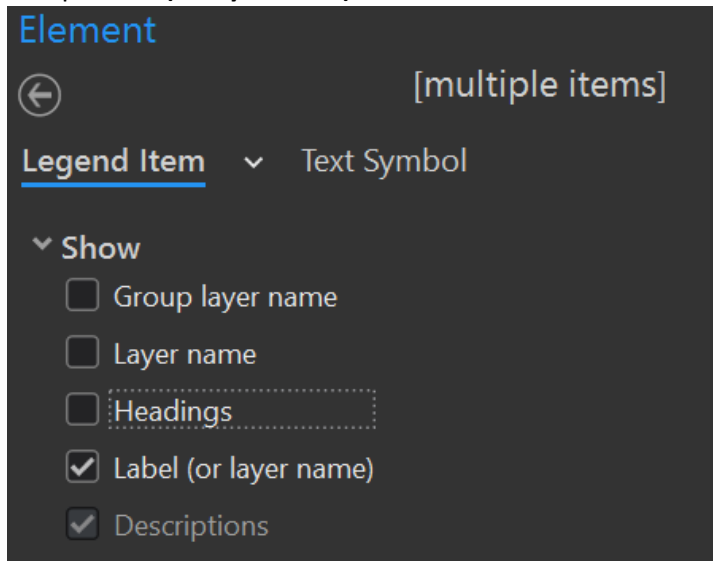 Element
[multiple items]
Legend Item Text Symbol
Show
Group layer name
Layer name
Headings
Label (or layer name)
Descriptions